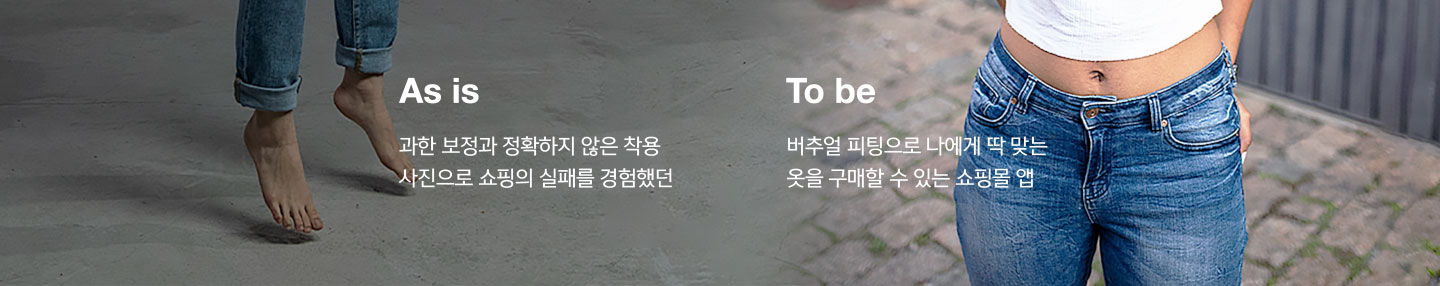 As is
과한 보정과 정확하지 않은 착용
사진으로 쇼핑의 실패를 경험했던
To be
버추얼 피팅으로 나에게 딱 맞는
옷을 구매할 수 있는 쇼핑몰 앱